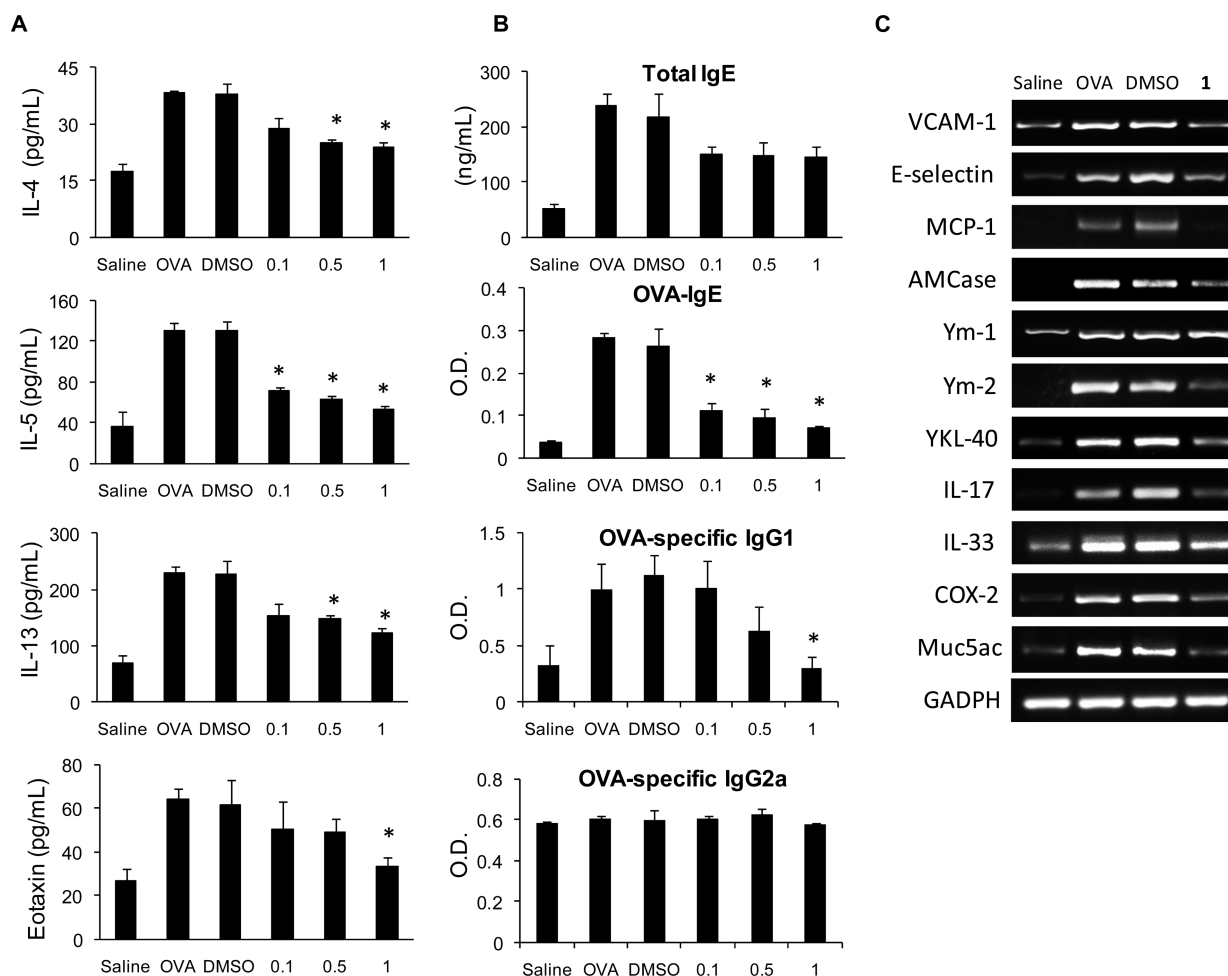 A
B
C
45
30
15
0
IL-4 (pg/mL)
* *
Saline OVA DMSO 0.1 0.5 1
160
120
80
40
0
IL-5 (pg/mL)
* * *
Saline OVA DMSO 0.1 0.5 1
300
200
100
0
IL-13 (pg/mL)
* *
Saline OVA DMSO 0.1 0.5 1
80
60
40
20
0
Eotaxin (pg/mL)
*
Saline OVA DMSO 0.1 0.5 1
Total IgE
300
200
100
0
(ng/mL)
Saline OVA DMSO 0.1 0.5 1
OVA-IgE
0.4
0.3
0.2
0.1
0
O.D.
* * *
Saline OVA DMSO 0.1 0.5 1
OVA-specific IgG1
1.5
1
0.5
0
O.D.
*
Saline OVA DMSO 0.1 0.5 1
OVA-specific IgG2a
0.8
0.6
0.4
0.2
0
O.D.
Saline OVA DMSO 0.1 0.5 1
Saline OVA DMSO 1
VCAM-1
E-selectin
MCP-1
AMCase
Ym-1
Ym-2
YKL-40
IL-17
IL-33
COX-2
Muc5ac
GADPH